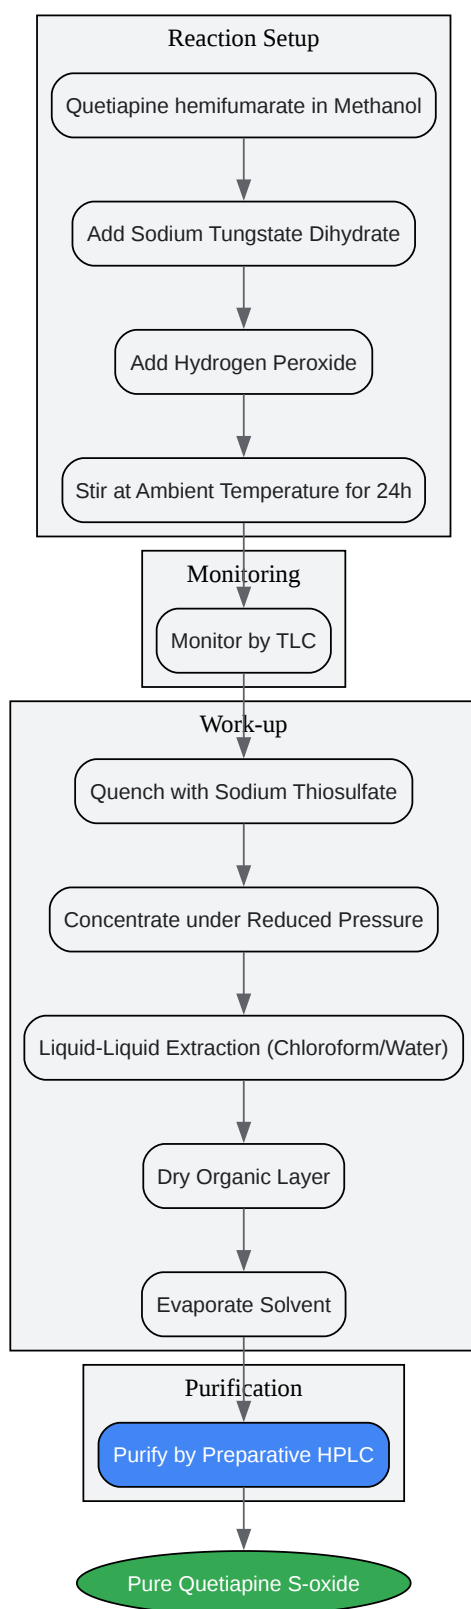 Reaction Setup
Quetiapine hemifumarate in Methanol
Add Sodium Tungstate Dihydrate
Add Hydrogen Peroxide
Stir at Ambient Temperature for 24h
Monitoring
Monitor by TLC
Work-up
Quench with Sodium Thiosulfate
Concentrate under Reduced Pressure
Liquid-Liquid Extraction (Chloroform/Water)
Dry Organic Layer
Evaporate Solvent
Purification
Purify by Preparative HPLC
Pure Quetiapine S-oxide